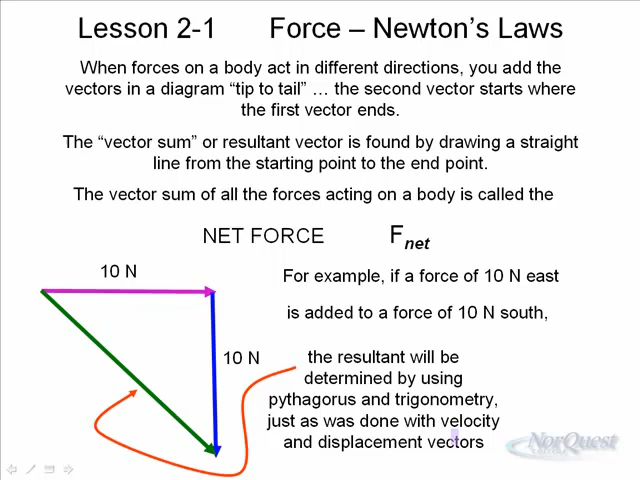 Lesson 2-1 Force – Newton's Laws
When forces on a body act in different directions, you add the
vectors in a diagram “tip to tail” … the second vector starts where
the first vector ends.
The “vector sum” or resultant vector is found by drawing a straight
line from the starting point to the end point.
The vector sum of all the forces acting on a body is called the
NET FORCE Fnet
10 N
For example, if a force of 10 N east
is added to a force of 10 N south,
10 N
the resultant will be
determined by using
pythagorus and trigonometry,
just as was done with velocity
and displacement vectors
NorQuest